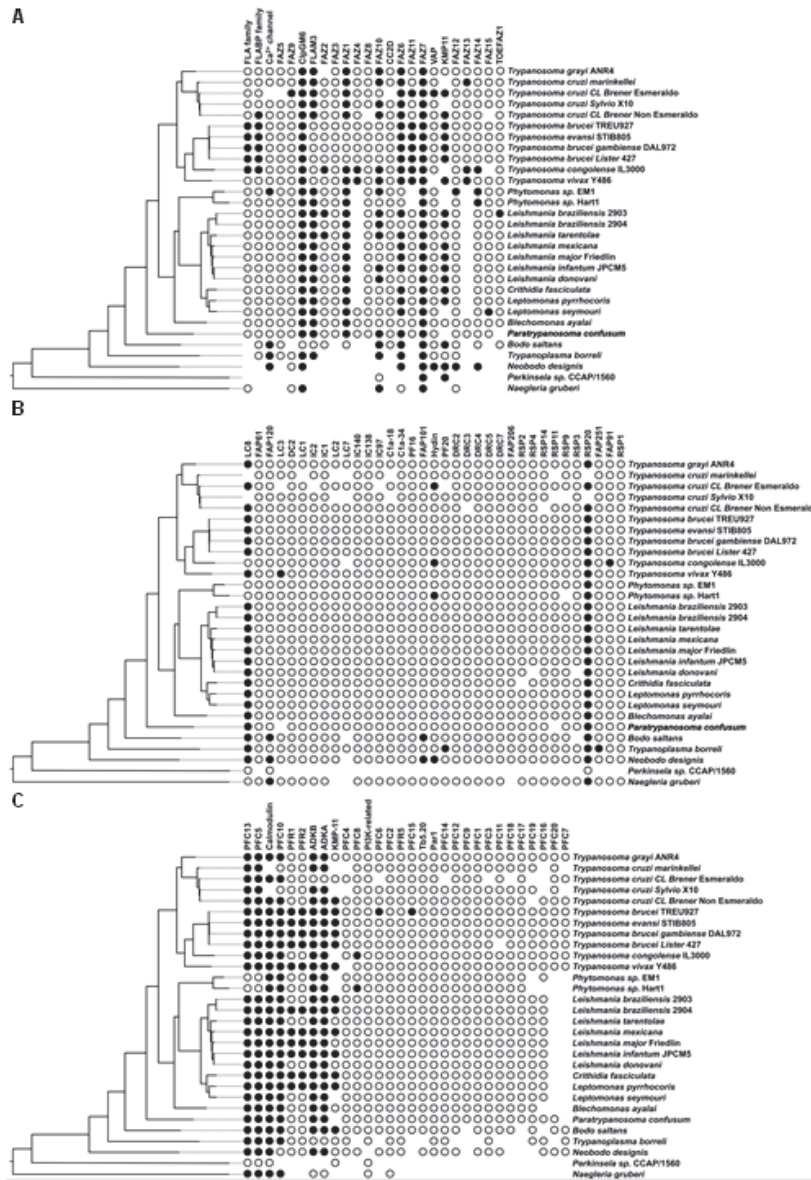 A
FLA family
FLABP family
Ca2+ channel
FAZ5
FAZ9
ClpGM6
FLAM3
FAZ2
FAZ3
FAZ1
FAZ4
FAZ8
FAZ10
CC2D
FAZ6
FAZ11
FAZ7
VAP
KMP11
FAZ12
FAZ13
FAZ14
FAZ15
TOEFAZ1
Trypanosoma grayi ANR4
Trypanosoma cruzi marinkellei
Trypanosoma cruzi CL Brener Esmeraldo
Trypanosoma cruzi Sylvio X10
Trypanosoma cruzi CL Brener Non Esmeraldo
Trypanosoma brucei TREU927
Trypanosoma evansi STIB805
Trypanosoma brucei gambiense DAL972
Trypanosoma brucei Lister 427
Trypanosoma congolense IL3000
Trypanosoma vivax Y486
Phytomonas sp. EM1
Phytomonas sp. Hart1
Leishmania braziliensis 2903
Leishmania braziliensis 2904
Leishmania tarentolae
Leishmania mexicana
Leishmania major Friedlin
Leishmania infantum JPCM5
Leishmania donovani
Crithidia fasciculata
Leptomonas pyrrhocoris
Leptomonas seymouri
Blechomonas ayalai
Paratrypanosoma confusum
Bodo saltans
Trypanoplasma borreli
Neobodo designis
Perkinsela sp. CCAP/1560
Naegleria gruberi
B
LC8
FAP61
FAP120
LC3
DC2
LC1
IC2
IC1
LC2
LC7
IC140
IC138
IC97
C1a-18
C1a-34
PF16
FAP101
Hydin
PF20
DRC2
DRC3
DRC4
DRC5
DRC7
FAP206
RSP2
RSP4
RSP14
RSP11
RSP9
RSP3
RSP20
FAP251
FAP91
RSP1
Trypanosoma grayi ANR4
Trypanosoma cruzi marinkellei
Trypanosoma cruzi CL Brener Esmeraldo
Trypanosoma cruzi Sylvio X10
Trypanosoma cruzi CL Brener Non Esmeraldo
Trypanosoma brucei TREU927
Trypanosoma evansi STIB805
Trypanosoma brucei gambiense DAL972
Trypanosoma brucei Lister 427
Trypanosoma congolense IL3000
Trypanosoma vivax Y486
Phytomonas sp. EM1
Phytomonas sp. Hart1
Leishmania braziliensis 2903
Leishmania braziliensis 2904
Leishmania tarentolae
Leishmania mexicana
Leishmania major Friedlin
Leishmania infantum JPCM5
Leishmania donovani
Crithidia fasciculata
Leptomonas pyrrhocoris
Leptomonas seymouri
Blechomonas ayalai
Paratrypanosoma confusum
Bodo saltans
Trypanoplasma borreli
Neobodo designis
Perkinsela sp. CCAP/1560
Naegleria gruberi
C
PFC13
PFC5
Calmodulin
PFC10
PFR1
PFR2
ADKB
ADKA
KMP-11
PFC4
PFC8
PI3K-related
PFC6
PFC2
PFR5
PFC15
Tb5.20
Par1
PFC14
PFC12
PFC9
PFC1
PFC11
PFC3
PFC18
PFC17
PFC19
PFC16
PFC20
PFC7
Trypanosoma grayi ANR4
Trypanosoma cruzi marinkellei
Trypanosoma cruzi CL Brener Esmeraldo
Trypanosoma cruzi Sylvio X10
Trypanosoma cruzi CL Brener Non Esmeraldo
Trypanosoma brucei TREU927
Trypanosoma evansi STIB805
Trypanosoma brucei gambiense DAL972
Trypanosoma brucei Lister 427
Trypanosoma congolense IL3000
Trypanosoma vivax Y486
Phytomonas sp. EM1
Phytomonas sp. Hart1
Leishmania braziliensis 2903
Leishmania braziliensis 2904
Leishmania tarentolae
Leishmania mexicana
Leishmania major Friedlin
Leishmania infantum JPCM5
Leishmania donovani
Crithidia fasciculata
Leptomonas pyrrhocoris
Leptomonas seymouri
Blechomonas ayalai
Paratrypanosoma confusum
Bodo saltans
Trypanoplasma borreli
Neobodo designis
Perkinsela sp. CCAP/1560
Naegleria gruberi